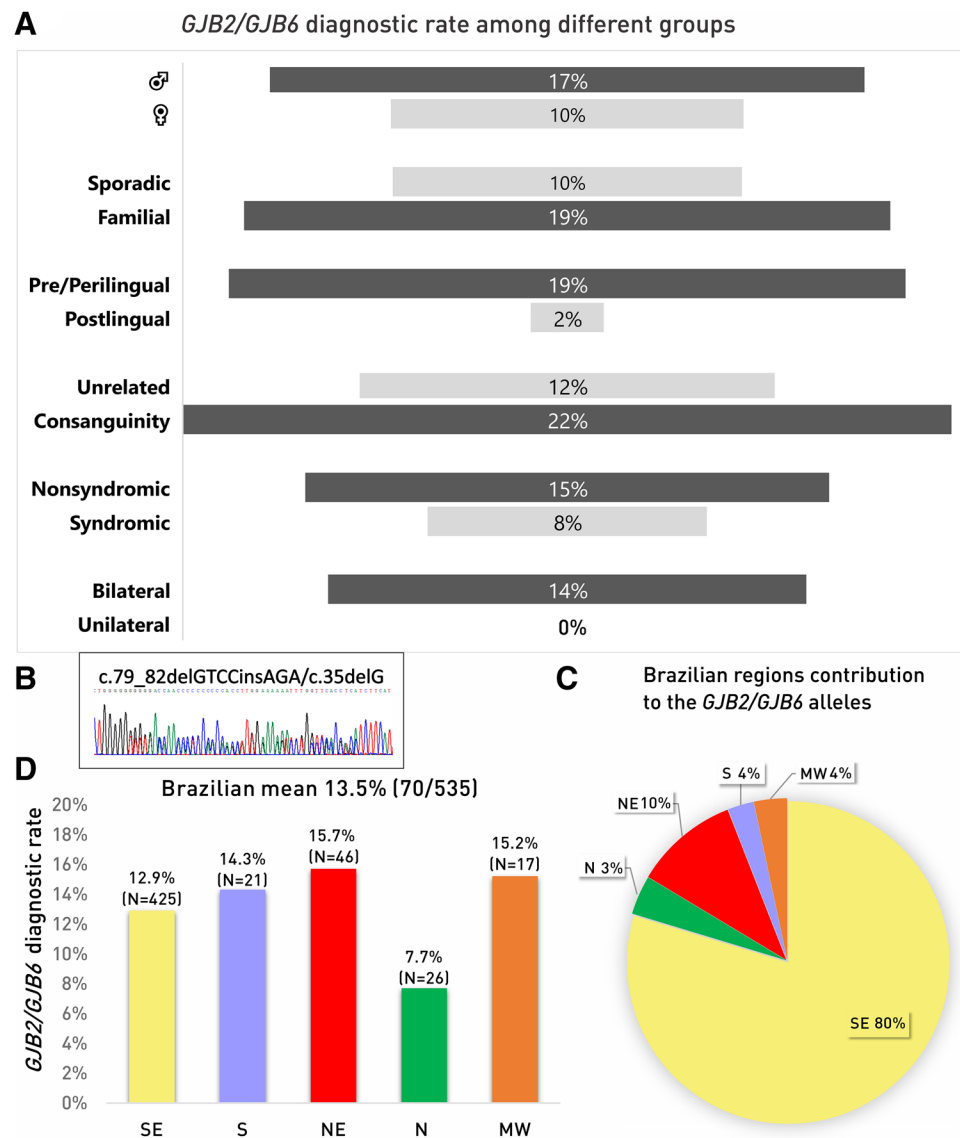 A
GJB2/GJB6 diagnostic rate among different groups
♂ 17%
♀ 10%
Sporadic 10%
Familial 19%
Pre/Perilingual 19%
Postlingual 2%
Unrelated 12%
Consanguinity 22%
Nonsyndromic 15%
Syndromic 8%
Bilateral 14%
Unilateral 0%
B
c.79_82delGTCCinsAGA/c.35delG
C
Brazilian regions contribution
to the GJB2/GJB6 alleles
S 4%
MW4%
NE10%
N 3%
SE 80%
D
Brazilian mean 13.5% (70/535)
GJB2/GJB6 diagnostic rate
20%
18%
16%
14%
12%
10%
8%
6%
4%
2%
0%
12.9%
(N=425)
14.3%
(N=21)
15.7%
(N=46)
7.7%
(N=26)
15.2%
(N=17)
SE S NE N MW